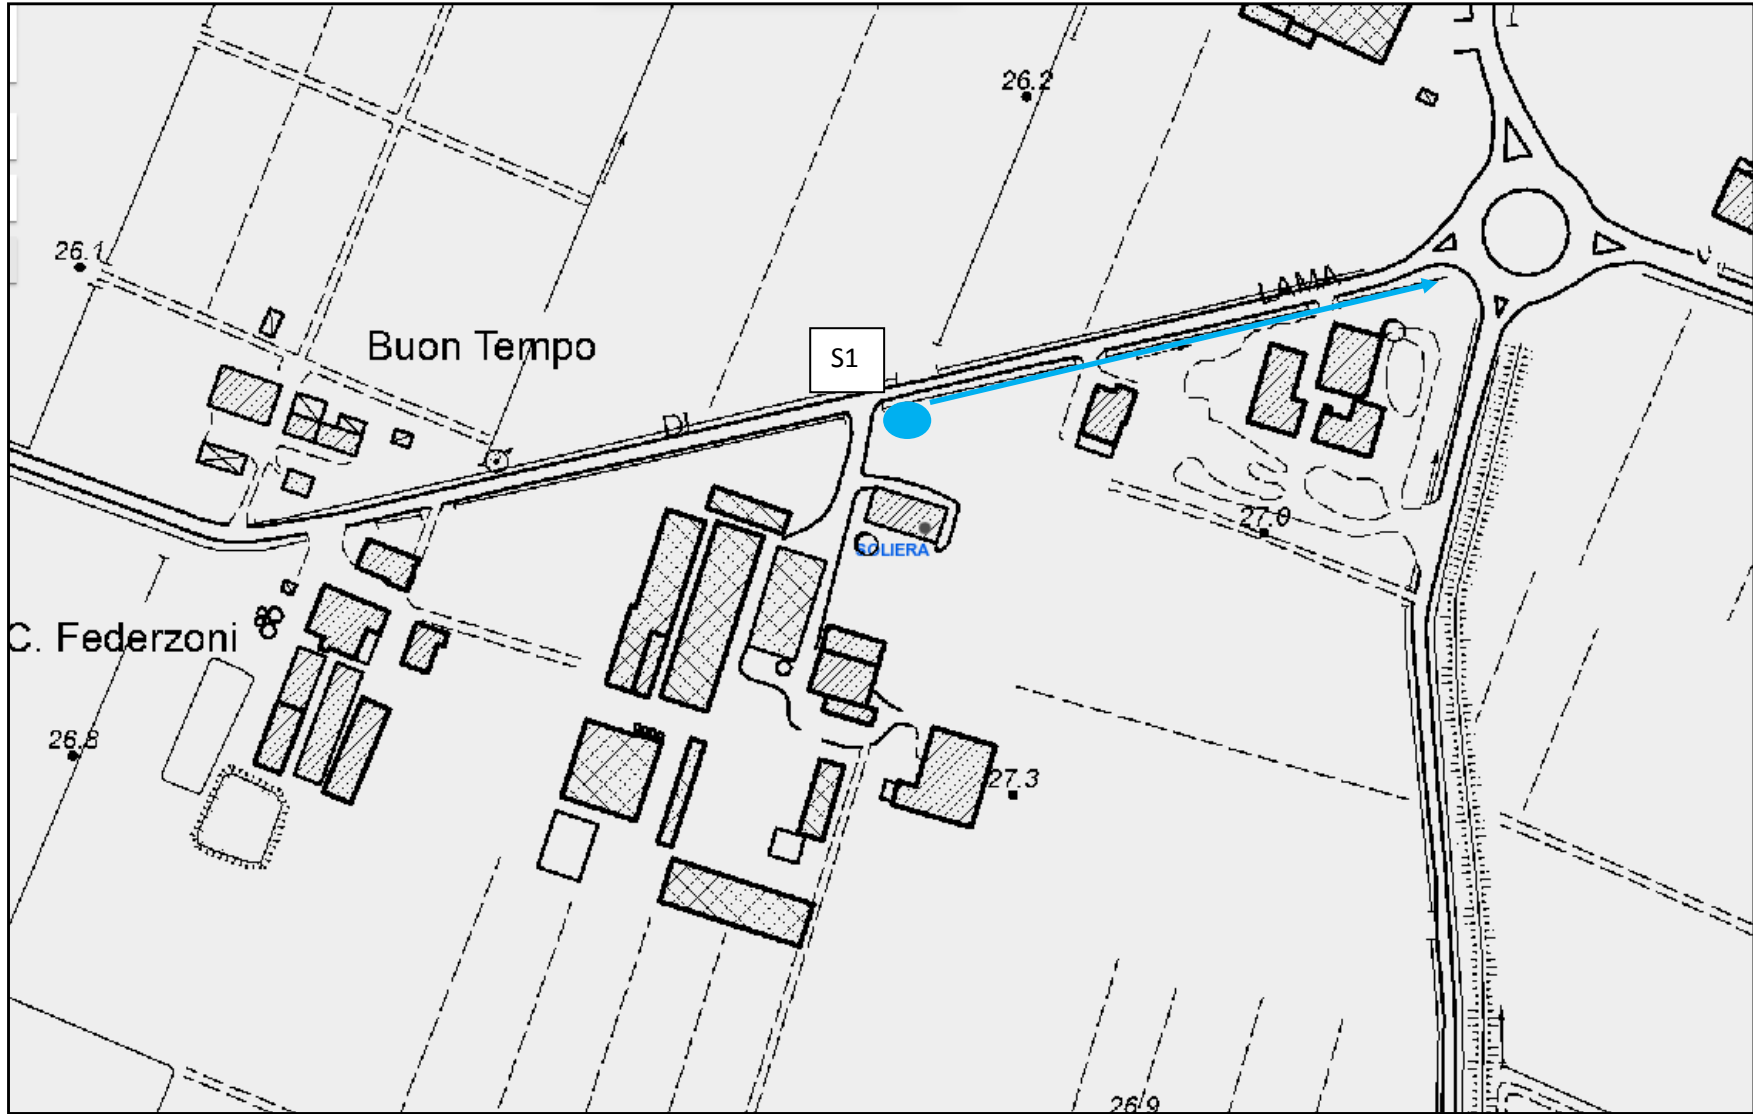 26.2
26.1
LAMA
Buon Tempo
S1
DI
27.0
SOLIERA
C. Federzoni
26.8
27.3
26.9